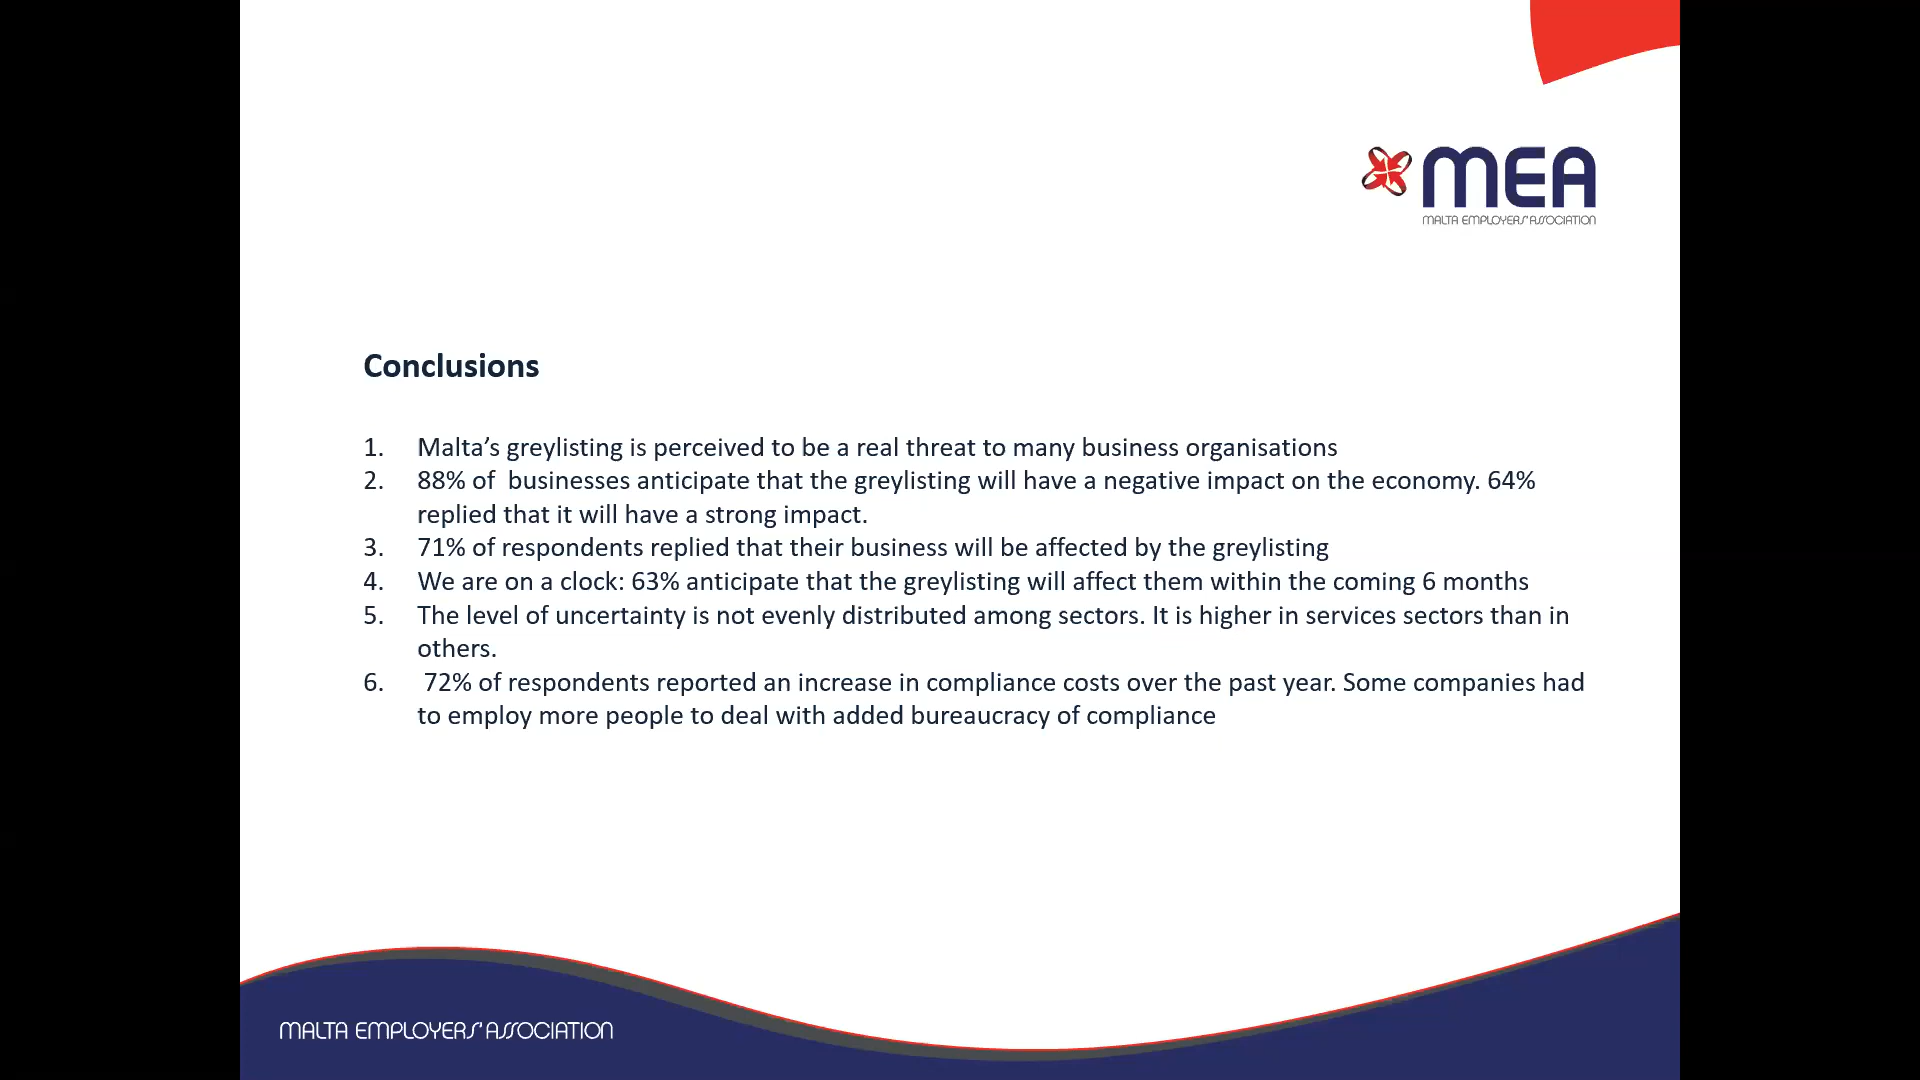 MEA
MALTA EMPLOYERS' ASSOCIATION
Conclusions
1. Malta’s greylisting is perceived to be a real threat to many business organisations
2. 88% of  businesses anticipate that the greylisting will have a negative impact on the economy. 64%
replied that it will have a strong impact.
3. 71% of respondents replied that their business will be affected by the greylisting
4. We are on a clock: 63% anticipate that the greylisting will affect them within the coming 6 months
5. The level of uncertainty is not evenly distributed among sectors. It is higher in services sectors than in
others.
6.  72% of respondents reported an increase in compliance costs over the past year. Some companies had
to employ more people to deal with added bureaucracy of compliance
MALTA EMPLOYERS' ASSOCIATION